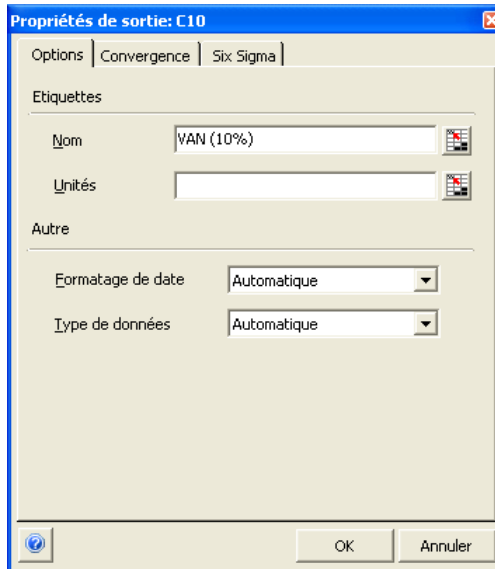 Propriétés de sortie: C10
Options Convergence Six Sigma
Etiquettes
Nom VAN (10%)
Unités
Autre
Formatage de date Automatique
Type de données Automatique
OK Annuler